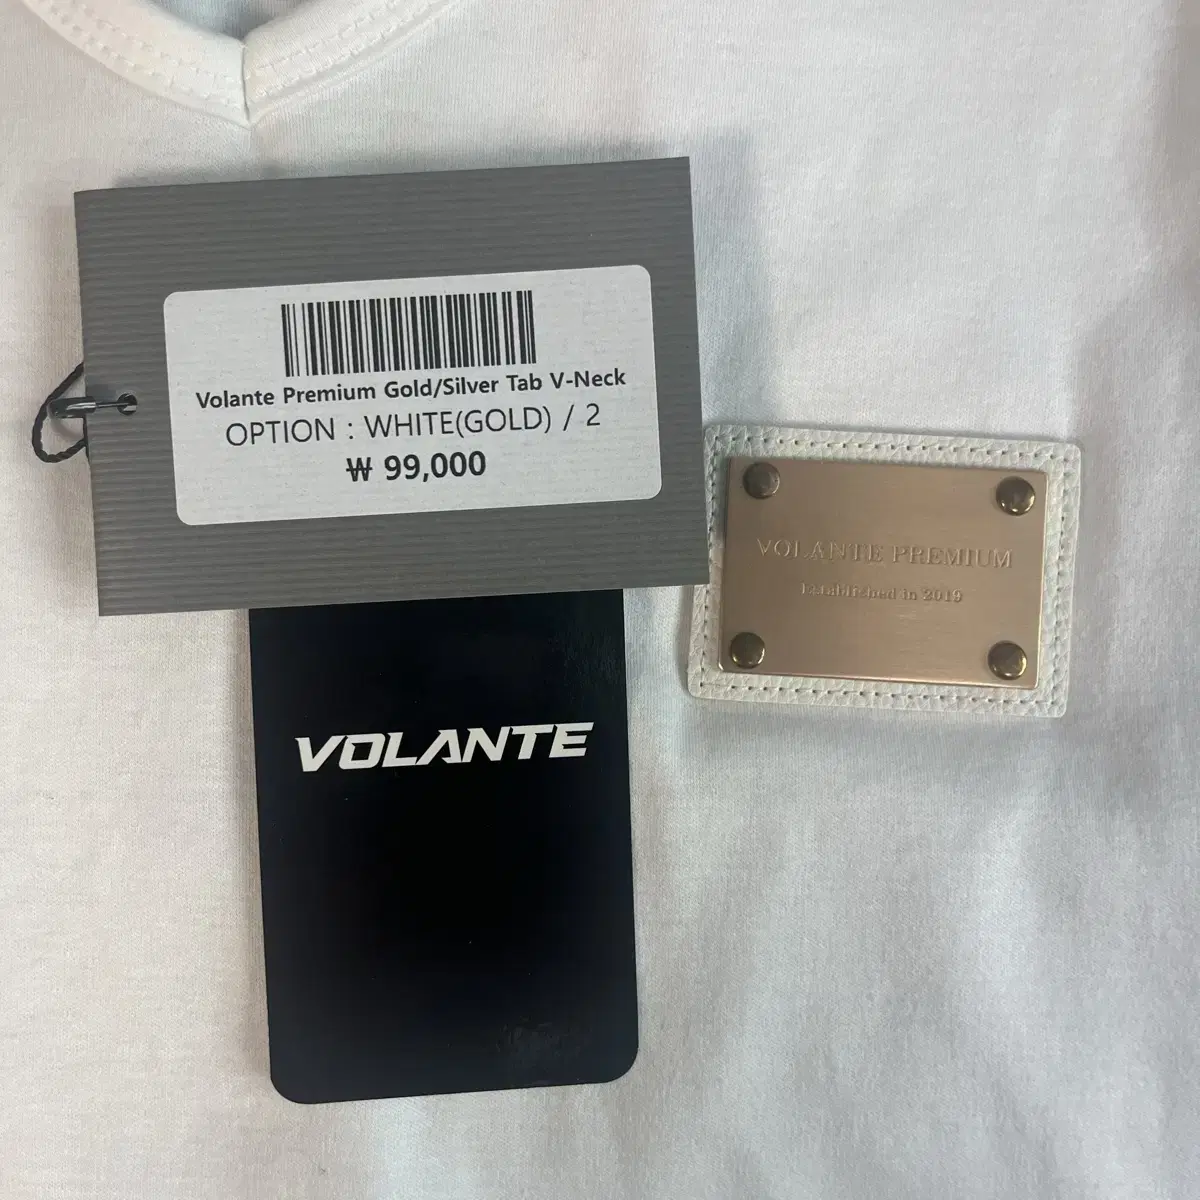 Volante Premium Gold/Silver Tab V-Neck
OPTION : WHITE(GOLD) / 2
₩ 99,000
VOLANTE PREMIUM
Established in 2019
VOLANTE